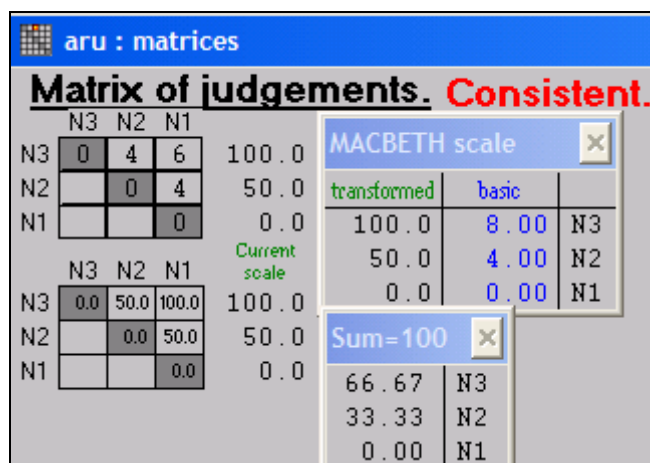 aru : matrices
Matrix of judgements. Consistent.
N3 N2 N1
N3 0 4 6 100.0
N2 0 4 50.0
N1 0 0.0
Current
scale
N3 N2 N1
N3 0.0 50.0 100.0 100.0
N2 0.0 50.0 50.0
N1 0.0 0.0
MACBETH scale
transformed basic
100.0 8.00 N3
50.0 4.00 N2
0.0 0.00 N1
Sum=100
66.67 N3
33.33 N2
0.00 N1